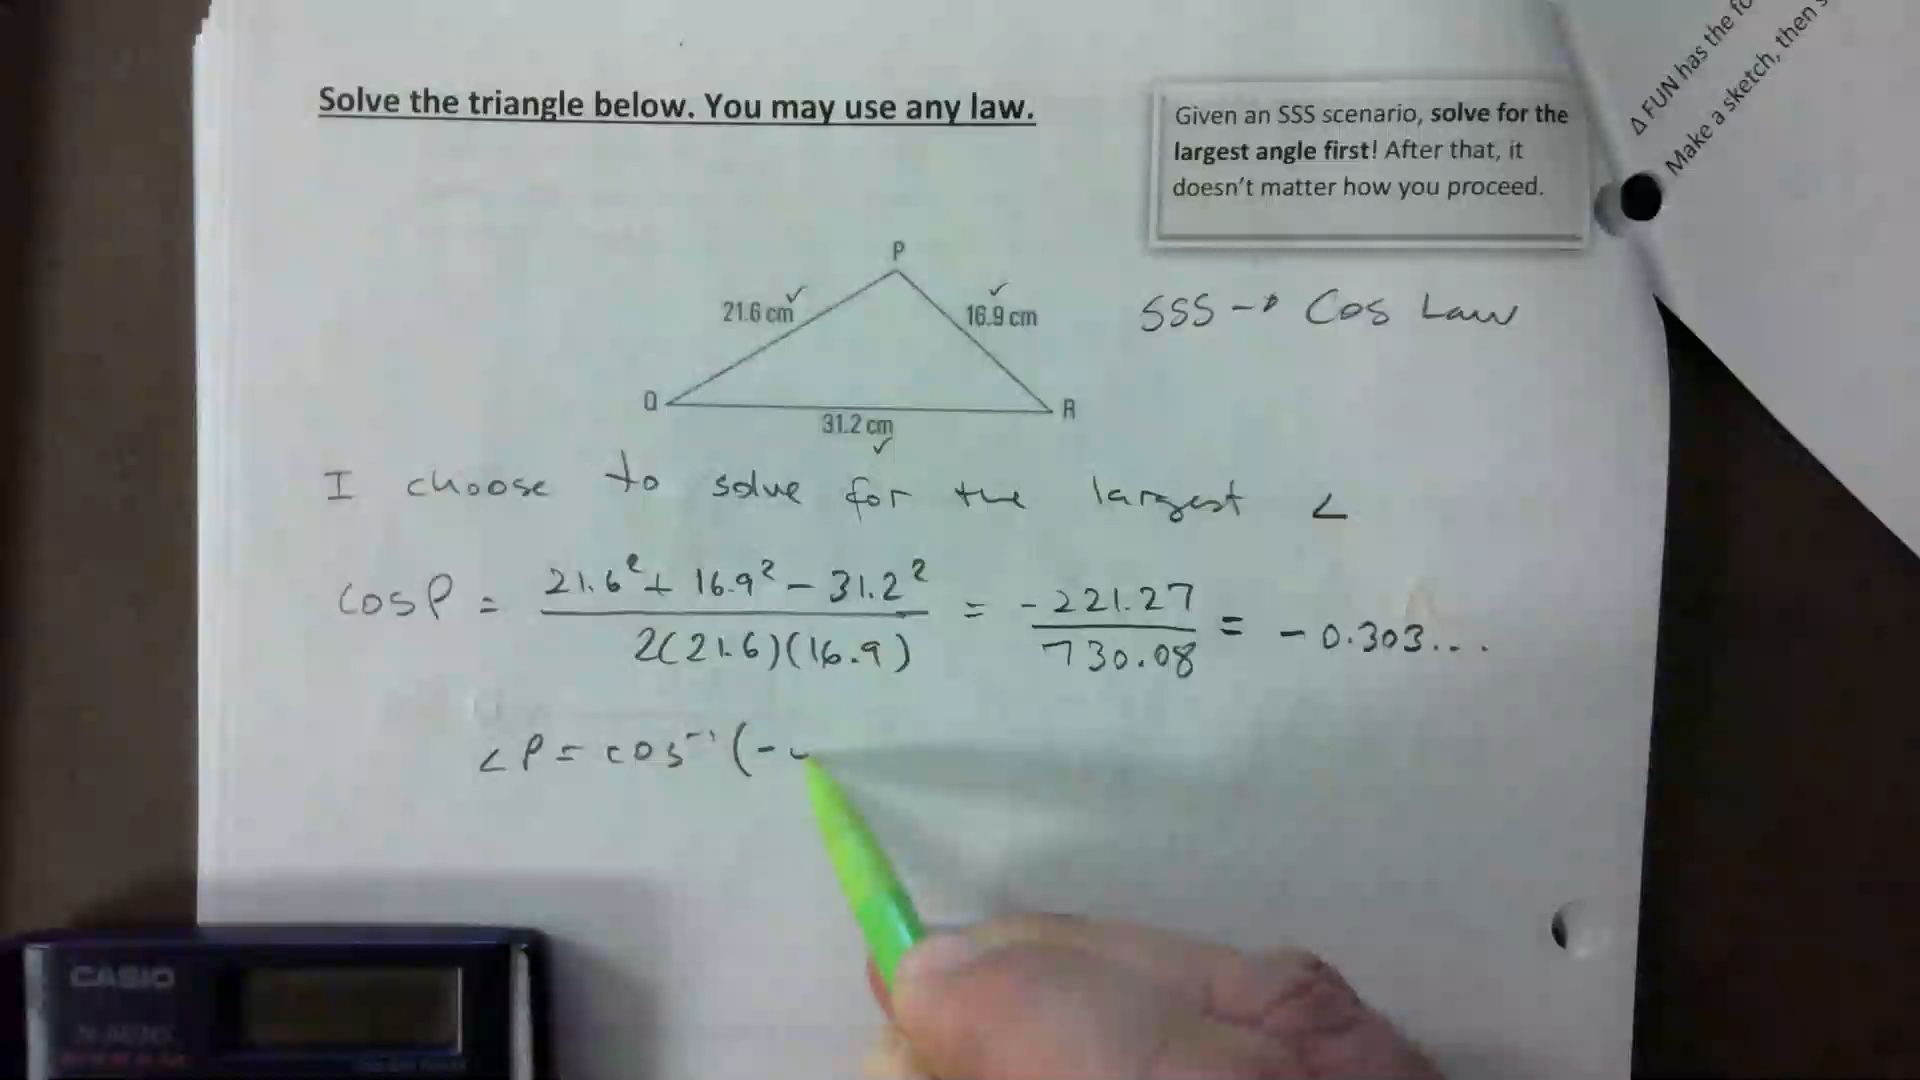 Solve the triangle below. You may use any law.
Given an SSS scenario, solve for the
largest angle first! After that, it
doesn't matter how you proceed.
Δ FUN has the
Make a sketch, then
P
21.6 cm ✓
16.9 cm ✓
Q
R
31.2 cm ✓
SSS → Cos Law
I choose to solve for the largest ∠
cosP = 21.6² + 16.9² − 31.2² / 2(21.6)(16.9) = -221.27 / 730.08 = -0.303...
∠P = cos⁻¹ (-
CASIO